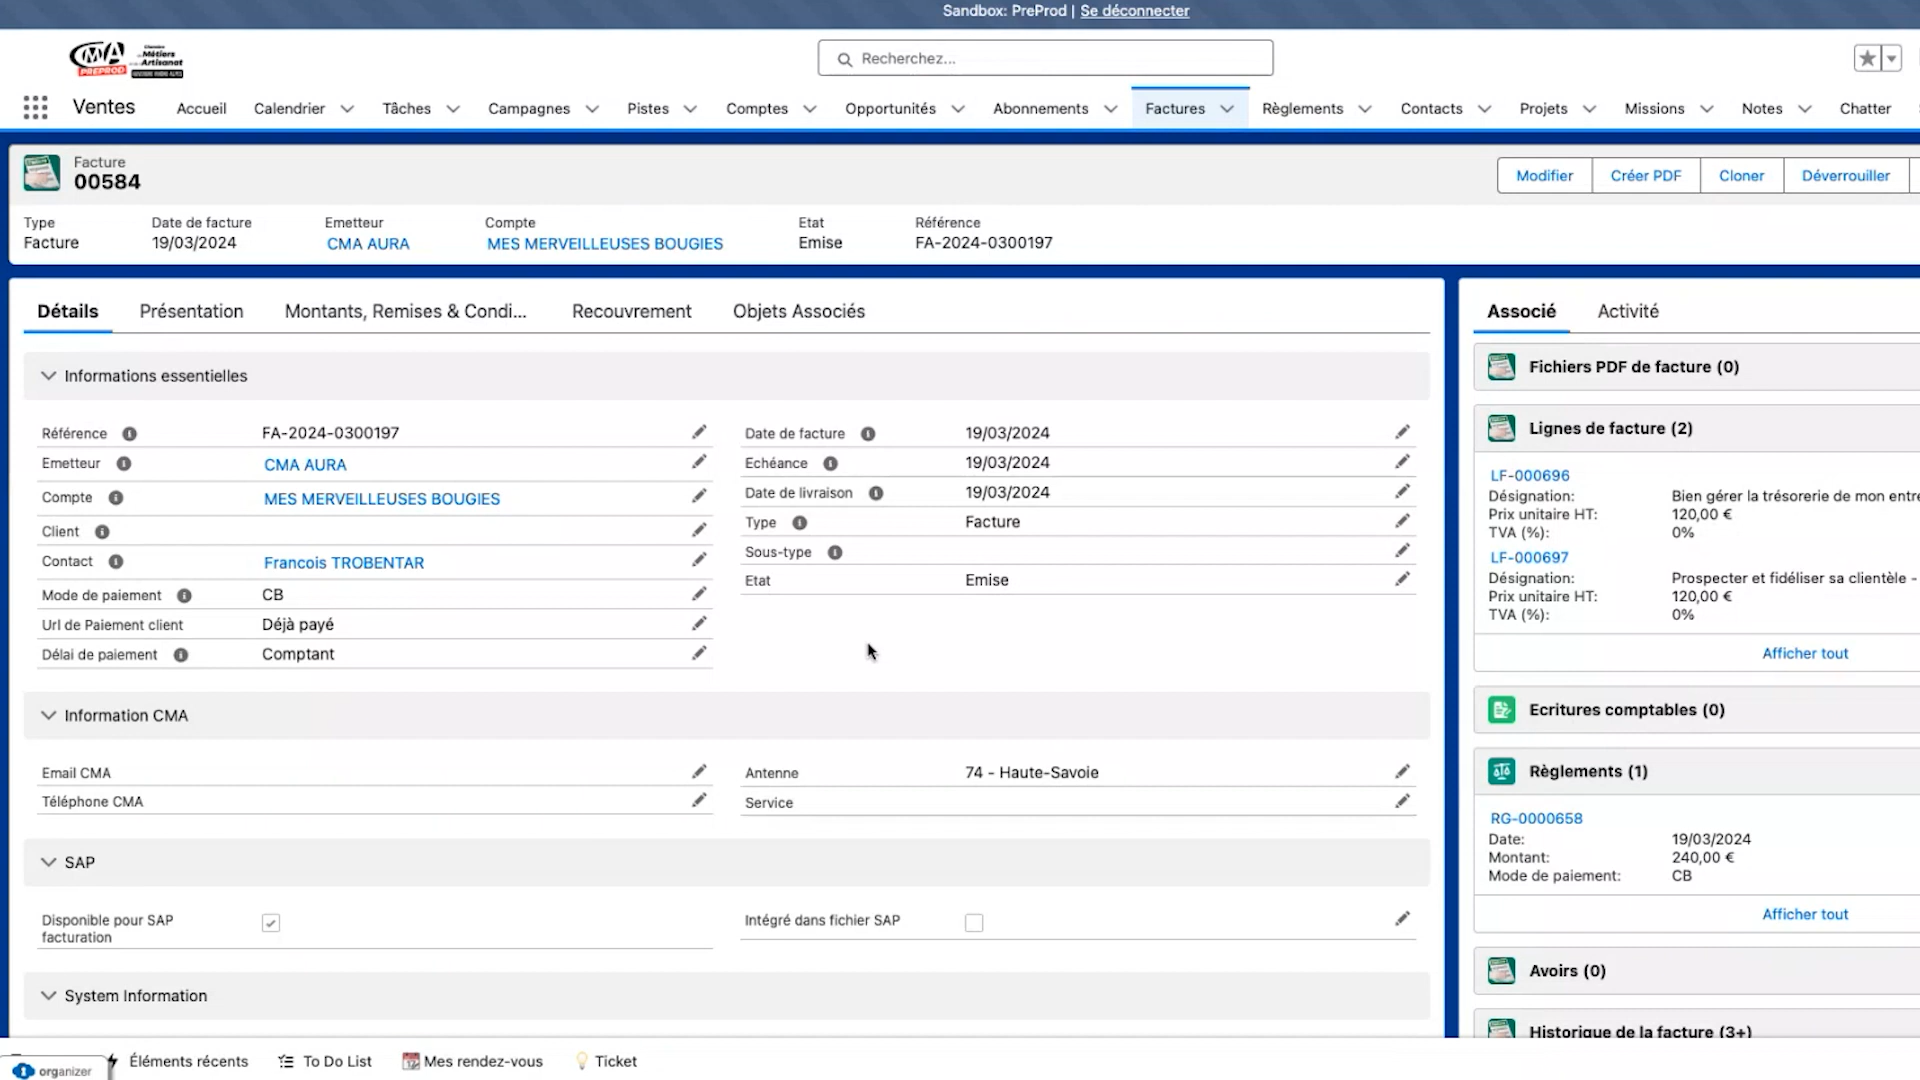 Sandbox: PreProd | Se déconnecter
CMA
PREPROD
Métiers
Artisanat
Recherchez...
Ventes
Accueil
Calendrier
Tâches
Campagnes
Pistes
Comptes
Opportunités
Abonnements
Factures
Règlements
Contacts
Projets
Missions
Notes
Chatter
Facture
00584
Modifier
Créer PDF
Cloner
Déverrouiller
Type
Facture
Date de facture
19/03/2024
Emetteur
CMA AURA
Compte
MES MERVEILLEUSES BOUGIES
Etat
Emise
Référence
FA-2024-0300197
Détails
Présentation
Montants, Remises & Condi...
Recouvrement
Objets Associés
Informations essentielles
Référence FA-2024-0300197
Emetteur CMA AURA
Compte MES MERVEILLEUSES BOUGIES
Client
Contact Francois TROBENTAR
Mode de paiement CB
Url de Paiement client Déjà payé
Délai de paiement Comptant
Date de facture 19/03/2024
Echéance 19/03/2024
Date de livraison 19/03/2024
Type Facture
Sous-type
Etat Emise
Information CMA
Email CMA
Téléphone CMA
Antenne 74 - Haute-Savoie
Service
SAP
Disponible pour SAP
facturation
Intégré dans fichier SAP
System Information
Associé
Activité
Fichiers PDF de facture (0)
Lignes de facture (2)
LF-000696
Désignation: Bien gérer la trésorerie de mon entre
Prix unitaire HT: 120,00 €
TVA (%): 0%
LF-000697
Désignation: Prospecter et fidéliser sa clientèle -
Prix unitaire HT: 120,00 €
TVA (%): 0%
Afficher tout
Ecritures comptables (0)
Règlements (1)
RG-0000658
Date: 19/03/2024
Montant: 240,00 €
Mode de paiement: CB
Afficher tout
Avoirs (0)
Historique de la facture (3+)
organizer
Éléments récents
To Do List
Mes rendez-vous
Ticket